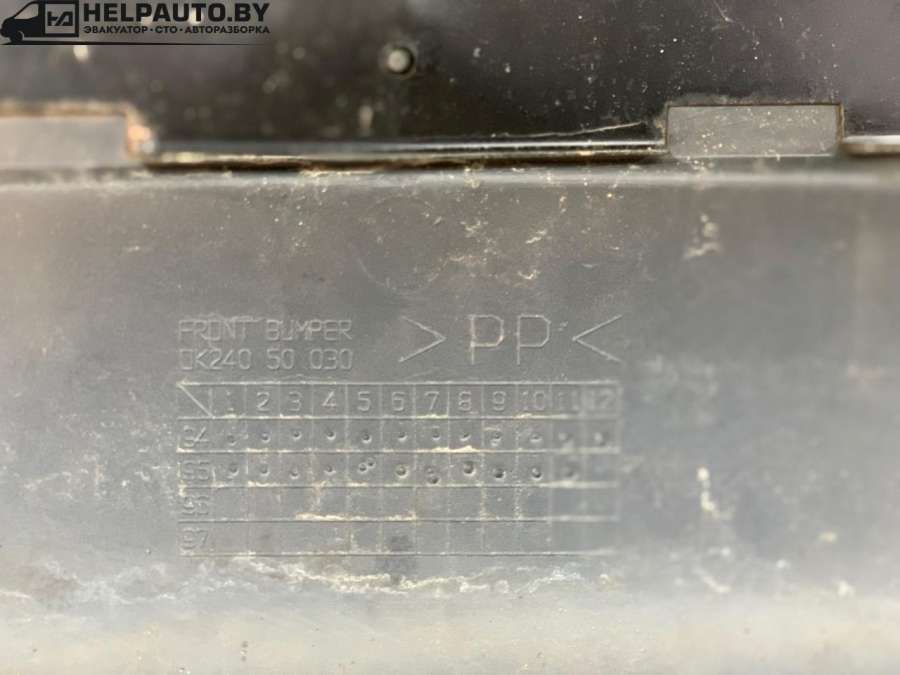 HELPAUTO.BY
ЭВАКУАТОР·СТО·АВТОРАЗБОРКА
FRONT BUMPER
0K240 50 030
>PP<
1 2 3 4 5 6 7 8 9 10 11 12
94
95
96
97